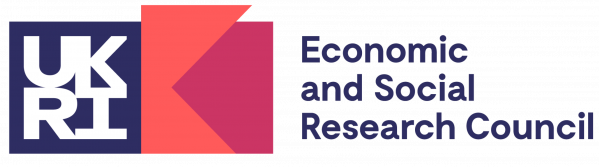 UK
RI
Economic
and Social
Research Council